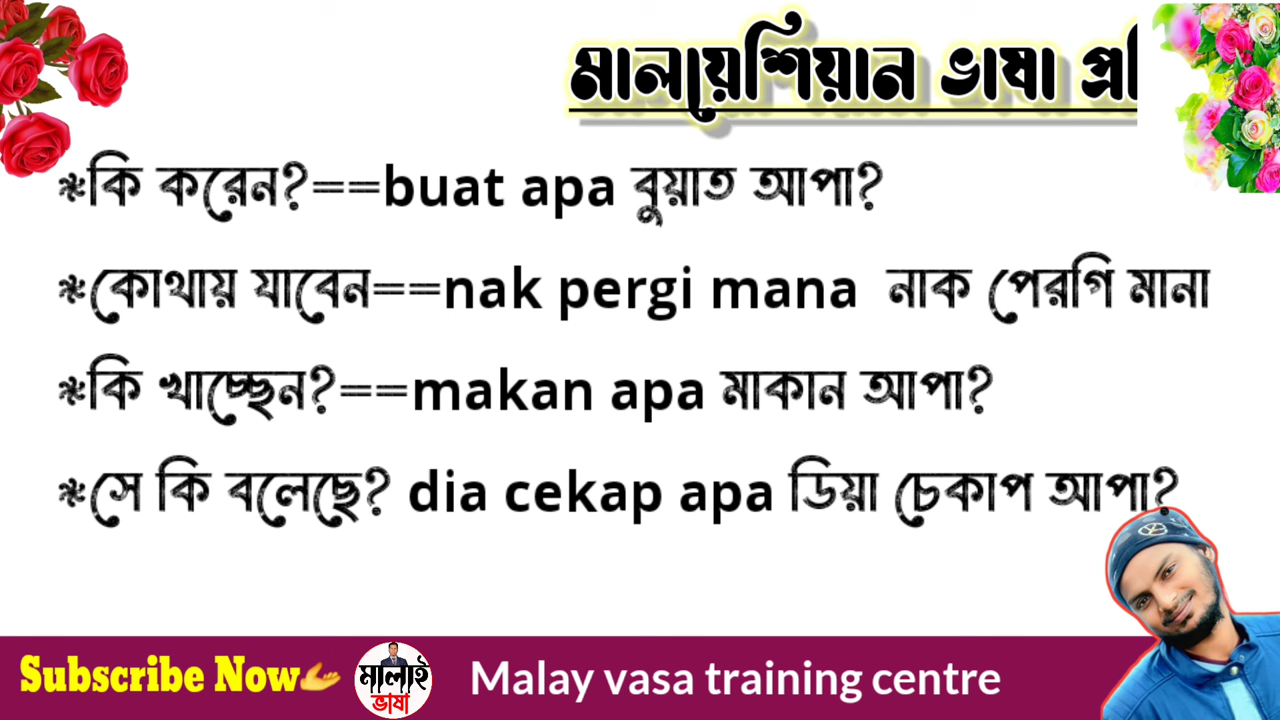 মালয়েশিয়ান ভাষা প্রি
*কি করেন?==buat apa বুয়াত আপা?
*কোথায় যাবেন==nak pergi mana নাক পেরগি মানা
*কি খাচ্ছেন?==makan apa মাকান আপা?
*সে কি বলেছে? dia cekap apa ডিয়া চেকাপ আপা?
Subscribe Now
মালাই
ভাষা
Malay vasa training centre